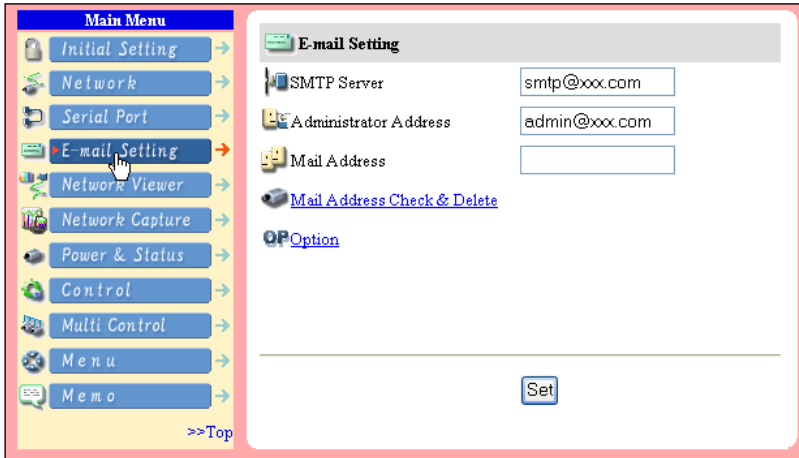 Main Menu
Initial Setting
Network
Serial Port
E-mail Setting
Network Viewer
Network Capture
Power & Status
Control
Multi Control
Menu
Memo
>>Top
E-mail Setting
SMTP Server
smtp@xxx.com
Administrator Address
admin@xxx.com
Mail Address
Mail Address Check & Delete
OP Option
Set